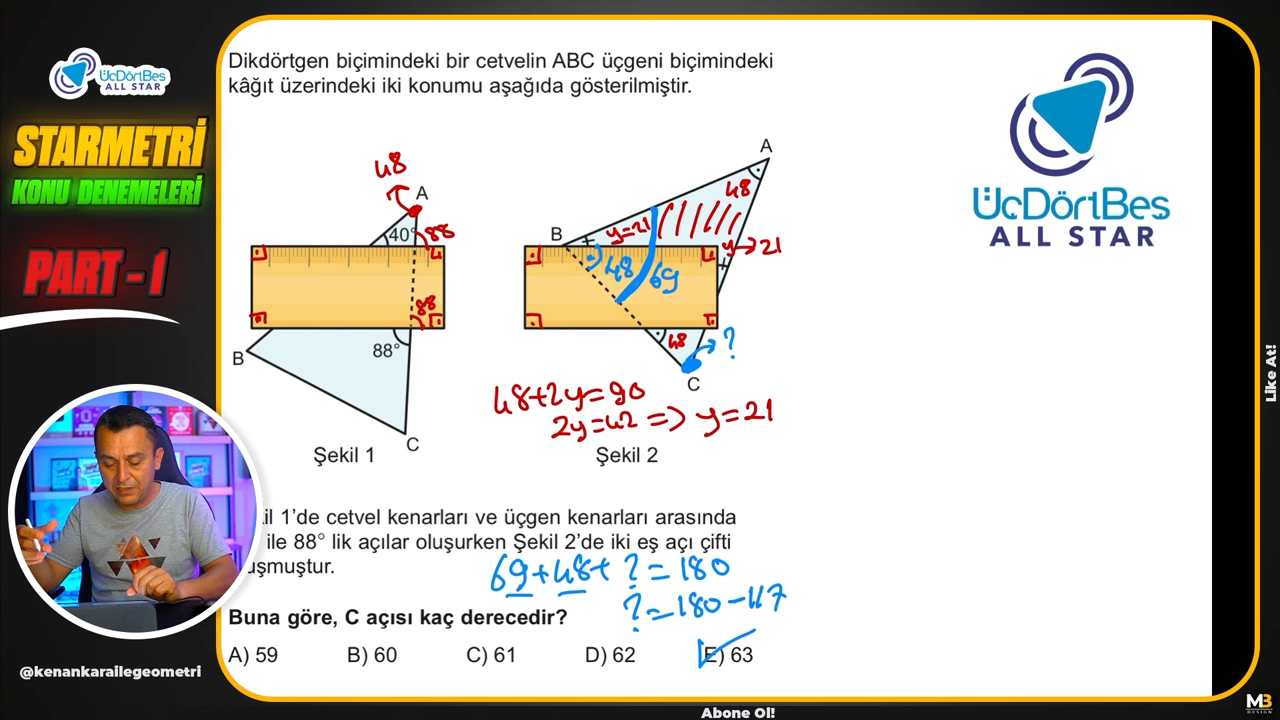 ÜçDörtBeş
ALL STAR
STARMETRİ
KONU DENEMELERİ
PART - 1
Dikdörtgen biçimindeki bir cetvelin ABC üçgeni biçimindeki
kâğıt üzerindeki iki konumu aşağıda gösterilmiştir.
ÜçDörtBeş
ALL STAR
48
A
40°
88
88
88°
B
C
Şekil 1
A
48
B
y=21
y→21
48
69
48
?
C
48+2y=90
2y=42 => y=21
Şekil 2
il 1'de cetvel kenarları ve üçgen kenarları arasında
ile 88° lik açılar oluşurken Şekil 2'de iki eş açı çifti
uşmuştur.
69+48+ ? = 180
? = 180-117
Buna göre, C açısı kaç derecedir?
A) 59 B) 60 C) 61 D) 62 E) 63
@kenankarailegeometri
Like At!
Abone Ol!
MB
DESIGN